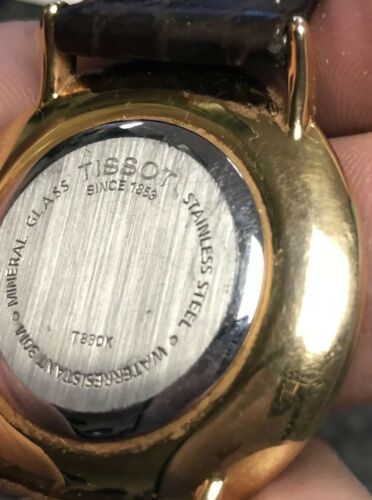 TISSOT
SINCE 1853
STAINLESS STEEL • WATERRESISTANT 30M • MINERAL GLASS
T880K